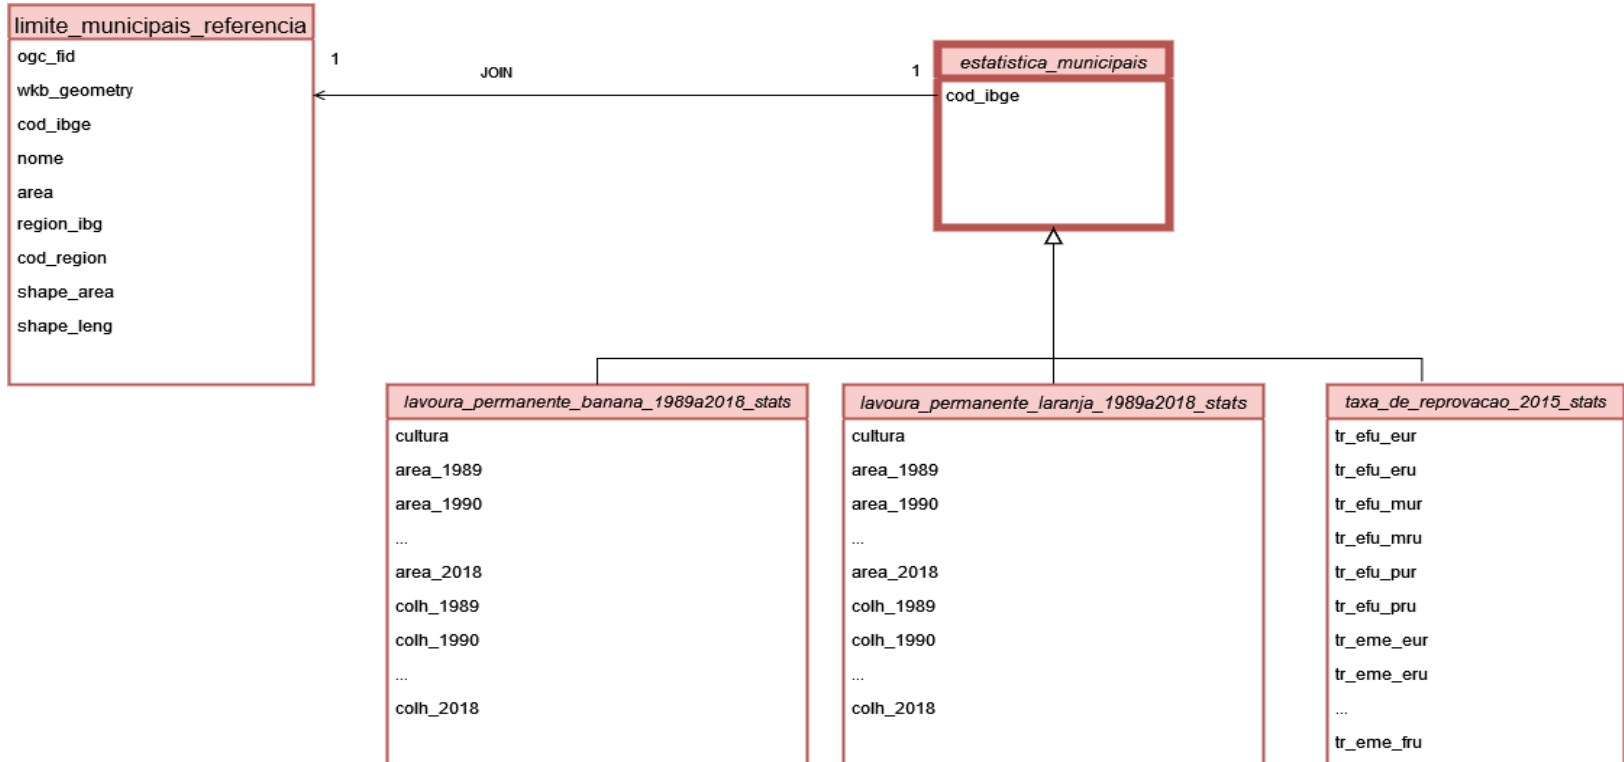 limite_municipais_referencia
ogc_fid
wkb_geometry
cod_ibge
nome
area
region_ibg
cod_region
shape_area
shape_leng
1
JOIN
1
estatistica_municipais
cod_ibge
lavoura_permanente_banana_1989a2018_stats
cultura
area_1989
area_1990
...
area_2018
colh_1989
colh_1990
...
colh_2018
lavoura_permanente_laranja_1989a2018_stats
cultura
area_1989
area_1990
...
area_2018
colh_1989
colh_1990
...
colh_2018
taxa_de_reprovacao_2015_stats
tr_efu_eur
tr_efu_eru
tr_efu_mur
tr_efu_mru
tr_efu_pur
tr_efu_pru
tr_eme_eur
tr_eme_eru
...
tr_eme_fru